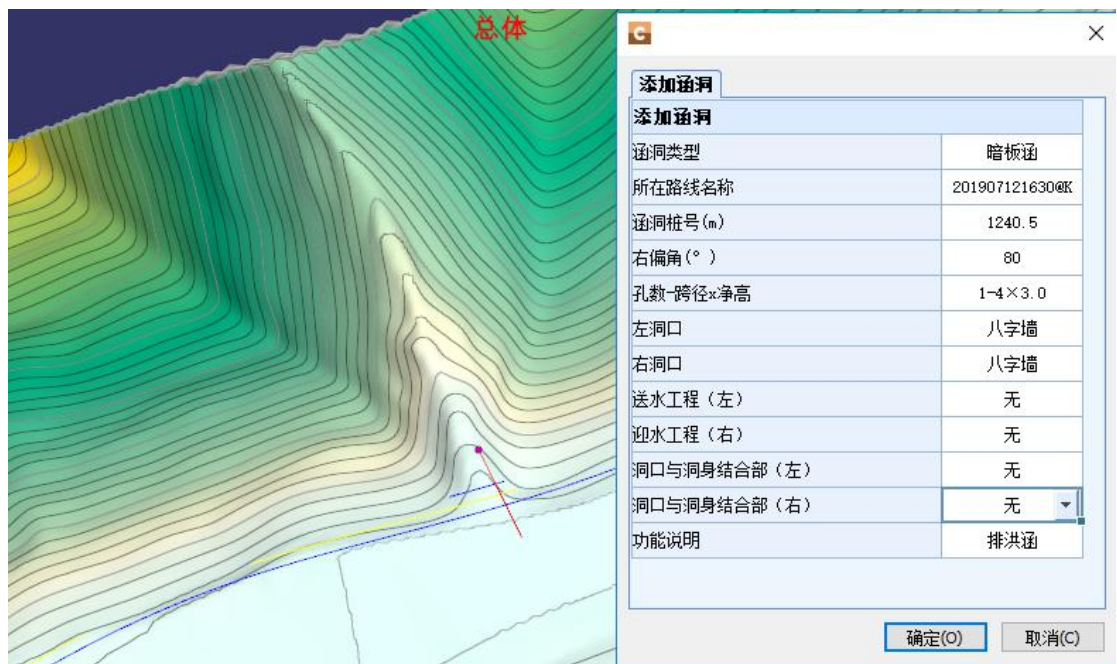 总体
添加涵洞
添加涵洞
涵洞类型 暗板涵
所在路线名称 201907121630@K
涵洞桩号(m) 1240.5
右偏角(° ) 80
孔数-跨径x净高 1-4×3.0
左洞口 八字墙
右洞口 八字墙
送水工程（左） 无
迎水工程（右） 无
洞口与洞身结合部（左） 无
洞口与洞身结合部（右） 无
功能说明 排洪涵
确定(O) 取消(C)